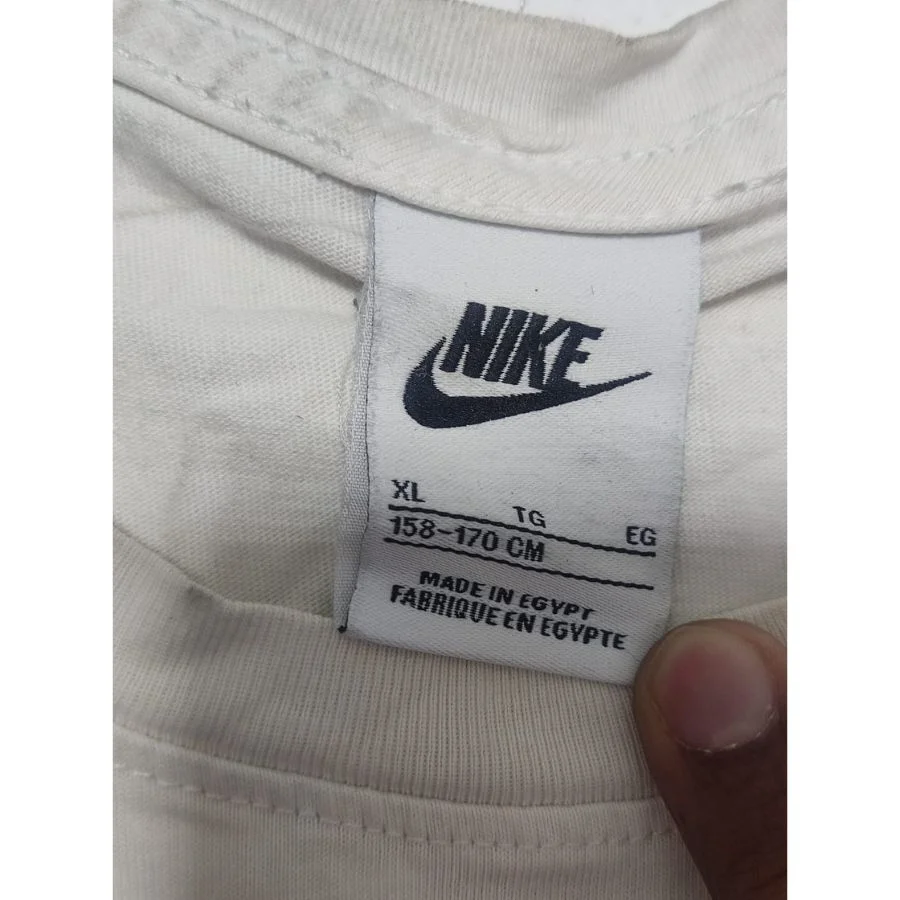 NIKE
XL TG EG
158-170 CM
MADE IN EGYPT
FABRIQUE EN EGYPTE